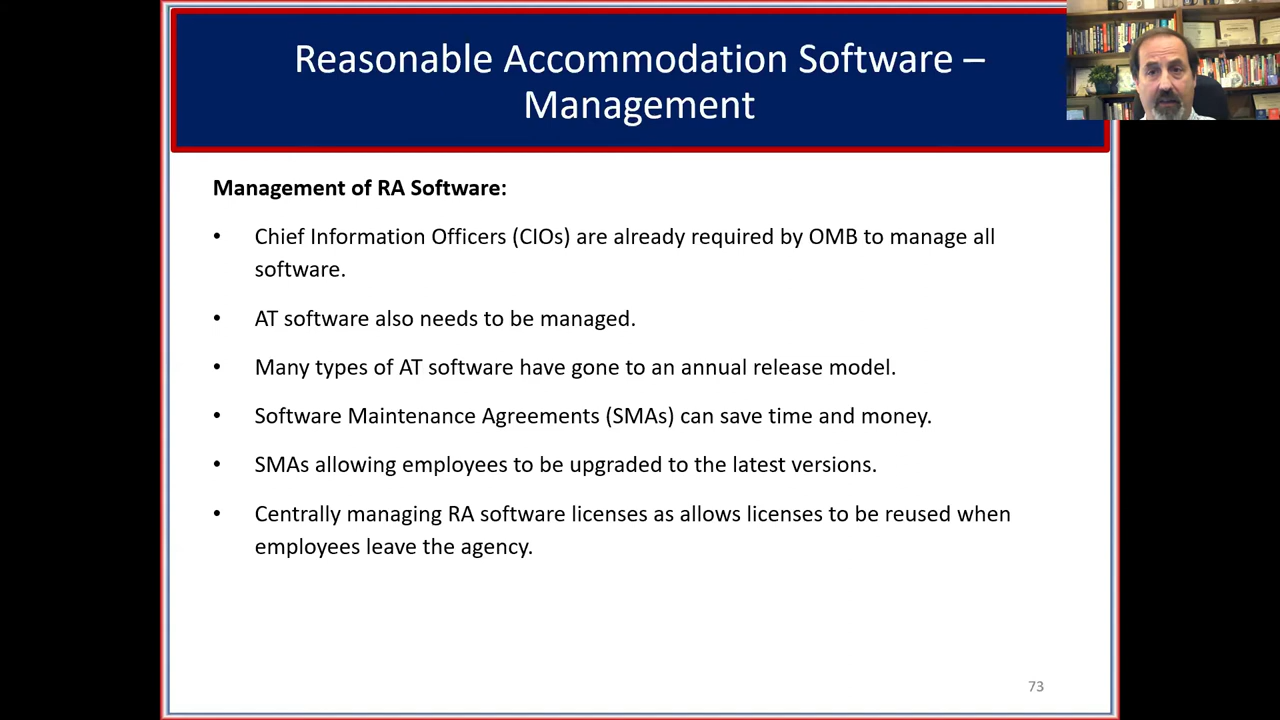 Reasonable Accommodation Software –
Management
Management of RA Software:
• Chief Information Officers (CIOs) are already required by OMB to manage all
software.
• AT software also needs to be managed.
• Many types of AT software have gone to an annual release model.
• Software Maintenance Agreements (SMAs) can save time and money.
• SMAs allowing employees to be upgraded to the latest versions.
• Centrally managing RA software licenses as allows licenses to be reused when
employees leave the agency.
73